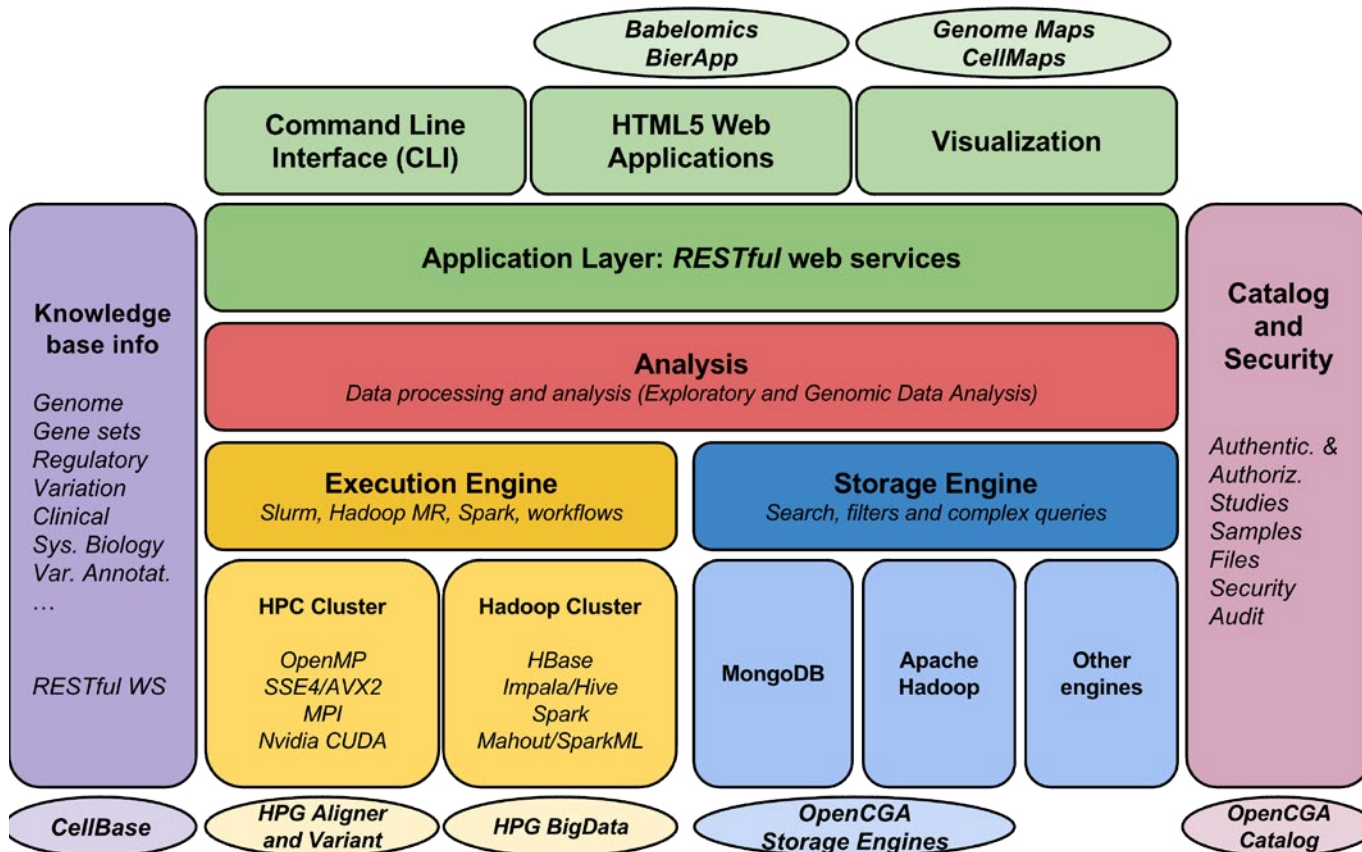 Babelomics
BierApp
Genome Maps
CellMaps
Command Line
Interface (CLI)
HTML5 Web
Applications
Visualization
Knowledge
base info
Genome
Gene sets
Regulatory
Variation
Clinical
Sys. Biology
Var. Annotat.
...
RESTful WS
Application Layer: RESTful web services
Analysis
Data processing and analysis (Exploratory and Genomic Data Analysis)
Execution Engine
Slurm, Hadoop MR, Spark, workflows
Storage Engine
Search, filters and complex queries
HPC Cluster
OpenMP
SSE4/AVX2
MPI
Nvidia CUDA
Hadoop Cluster
HBase
Impala/Hive
Spark
Mahout/SparkML
MongoDB
Apache
Hadoop
Other
engines
Catalog
and
Security
Authentic. &
Authoriz.
Studies
Samples
Files
Security
Audit
CellBase
HPG Aligner
and Variant
HPG BigData
OpenCGA
Storage Engines
OpenCGA
Catalog